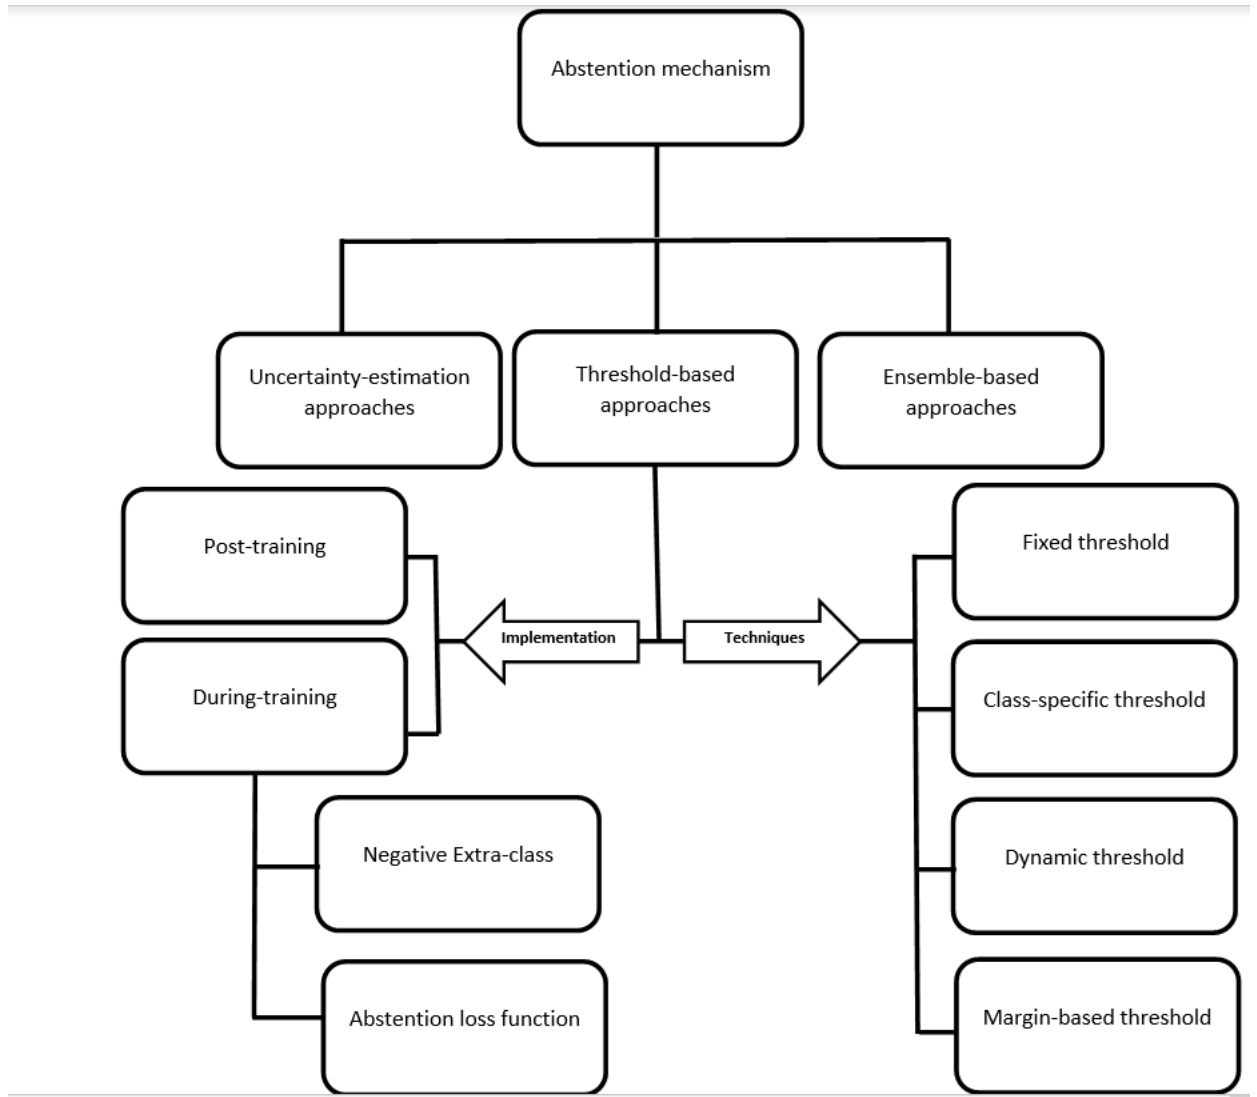 Abstention mechanism
Uncertainty-estimation
approaches
Threshold-based
approaches
Ensemble-based
approaches
Post-training
During-training
Implementation
Techniques
Negative Extra-class
Abstention loss function
Fixed threshold
Class-specific threshold
Dynamic threshold
Margin-based threshold